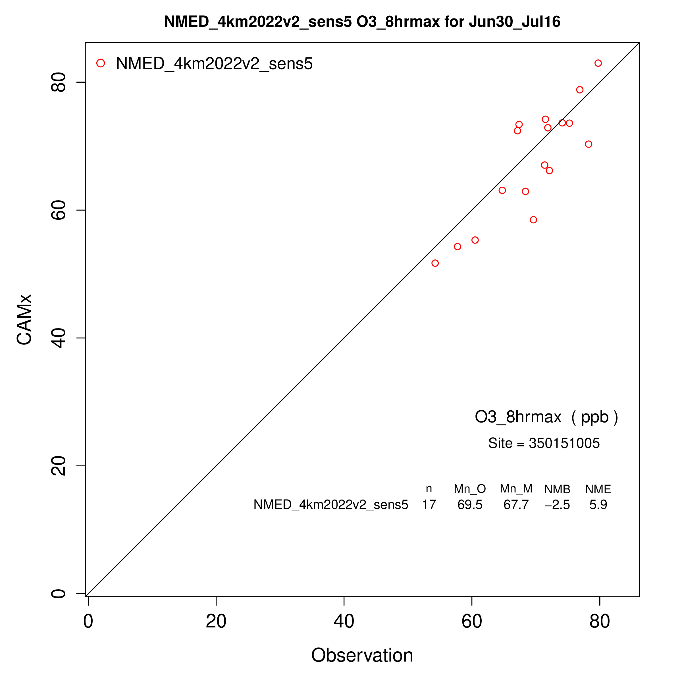 NMED_4km2022v2_sens5 O3_8hrmax for Jun30_Jul16
NMED_4km2022v2_sens5
80
60
40
20
0
CAMx
O3_8hrmax ( ppb )
Site = 350151005
n Mn_O Mn_M NMB NME
NMED_4km2022v2_sens5 17 69.5 67.7 −2.5 5.9
0 20 40 60 80
Observation